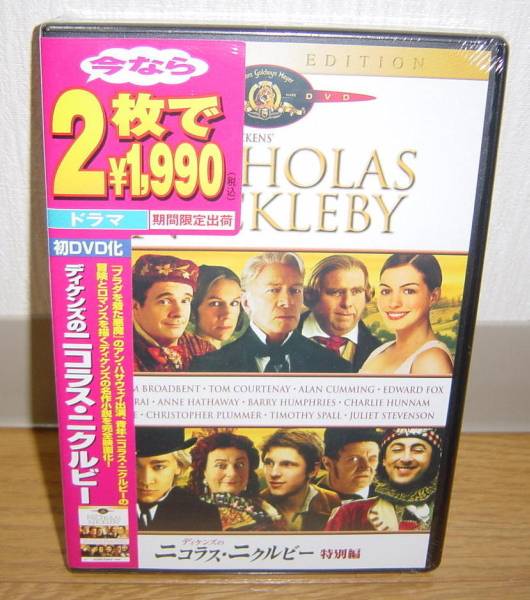 今なら
2枚で
¥1,990
(税込)
ドラマ
期間限定出荷
初DVD化
「プラダを着た悪魔」のアン・ハサウェイ出演、青年ニコラス・ニクルビーの
冒険とロマンスを描くディケンズの名作小説を完全映画化!
ディケンズのニコラス・ニクルビー
EDITION
DVD
KENS'
HOLAS
KLEBY
M BROADBENT • TOM COURTENAY • ALAN CUMMING • EDWARD FOX
RAI • ANNE HATHAWAY • BARRY HUMPHRIES • CHARLIE HUNNAM
E • CHRISTOPHER PLUMMER • TIMOTHY SPALL • JULIET STEVENSON
ディケンズの
ニコラス・ニクルビー 特別編